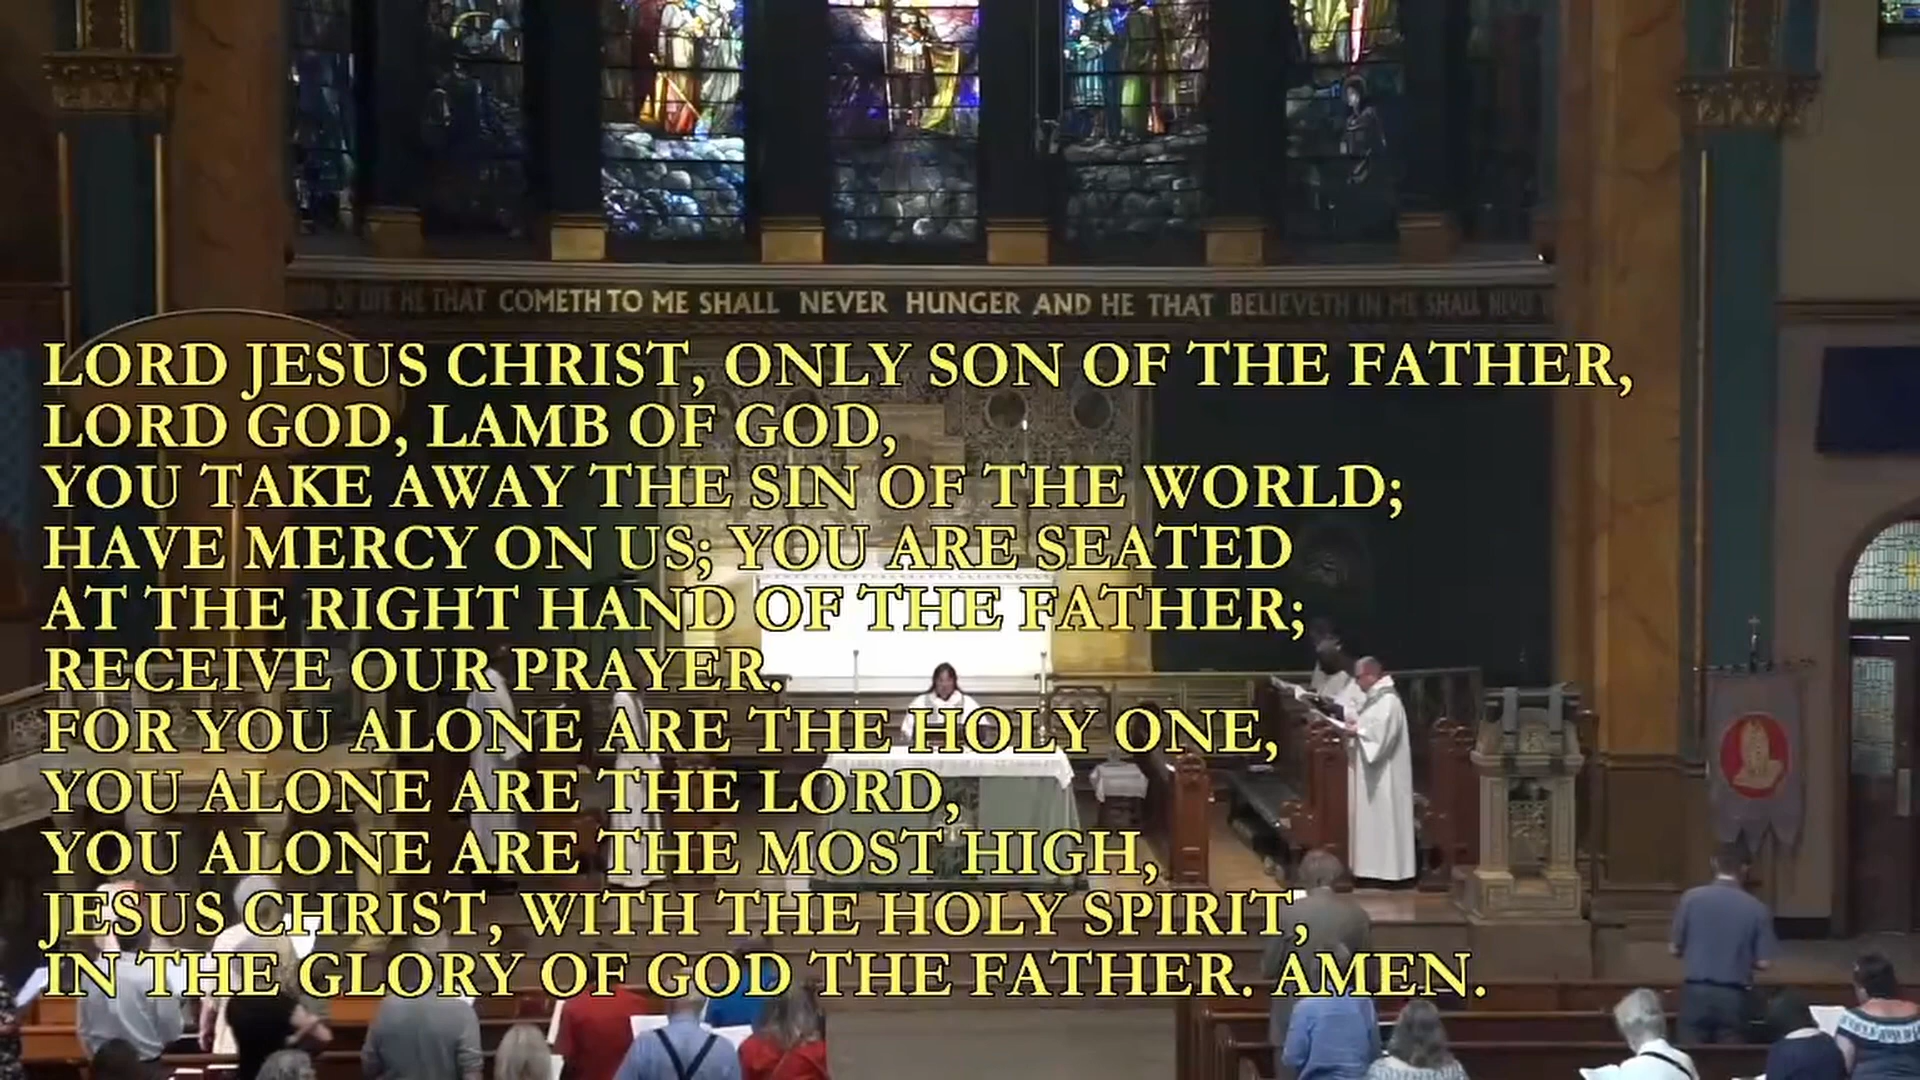 OF LIFE HE THAT COMETH TO ME SHALL NEVER HUNGER AND HE THAT BELIEVETH IN ME SHALL NEVER
LORD JESUS CHRIST, ONLY SON OF THE FATHER,
LORD GOD, LAMB OF GOD,
YOU TAKE AWAY THE SIN OF THE WORLD;
HAVE MERCY ON US; YOU ARE SEATED
AT THE RIGHT HAND OF THE FATHER;
RECEIVE OUR PRAYER.
FOR YOU ALONE ARE THE HOLY ONE,
YOU ALONE ARE THE LORD,
YOU ALONE ARE THE MOST HIGH,
JESUS CHRIST, WITH THE HOLY SPIRIT,
IN THE GLORY OF GOD THE FATHER. AMEN.